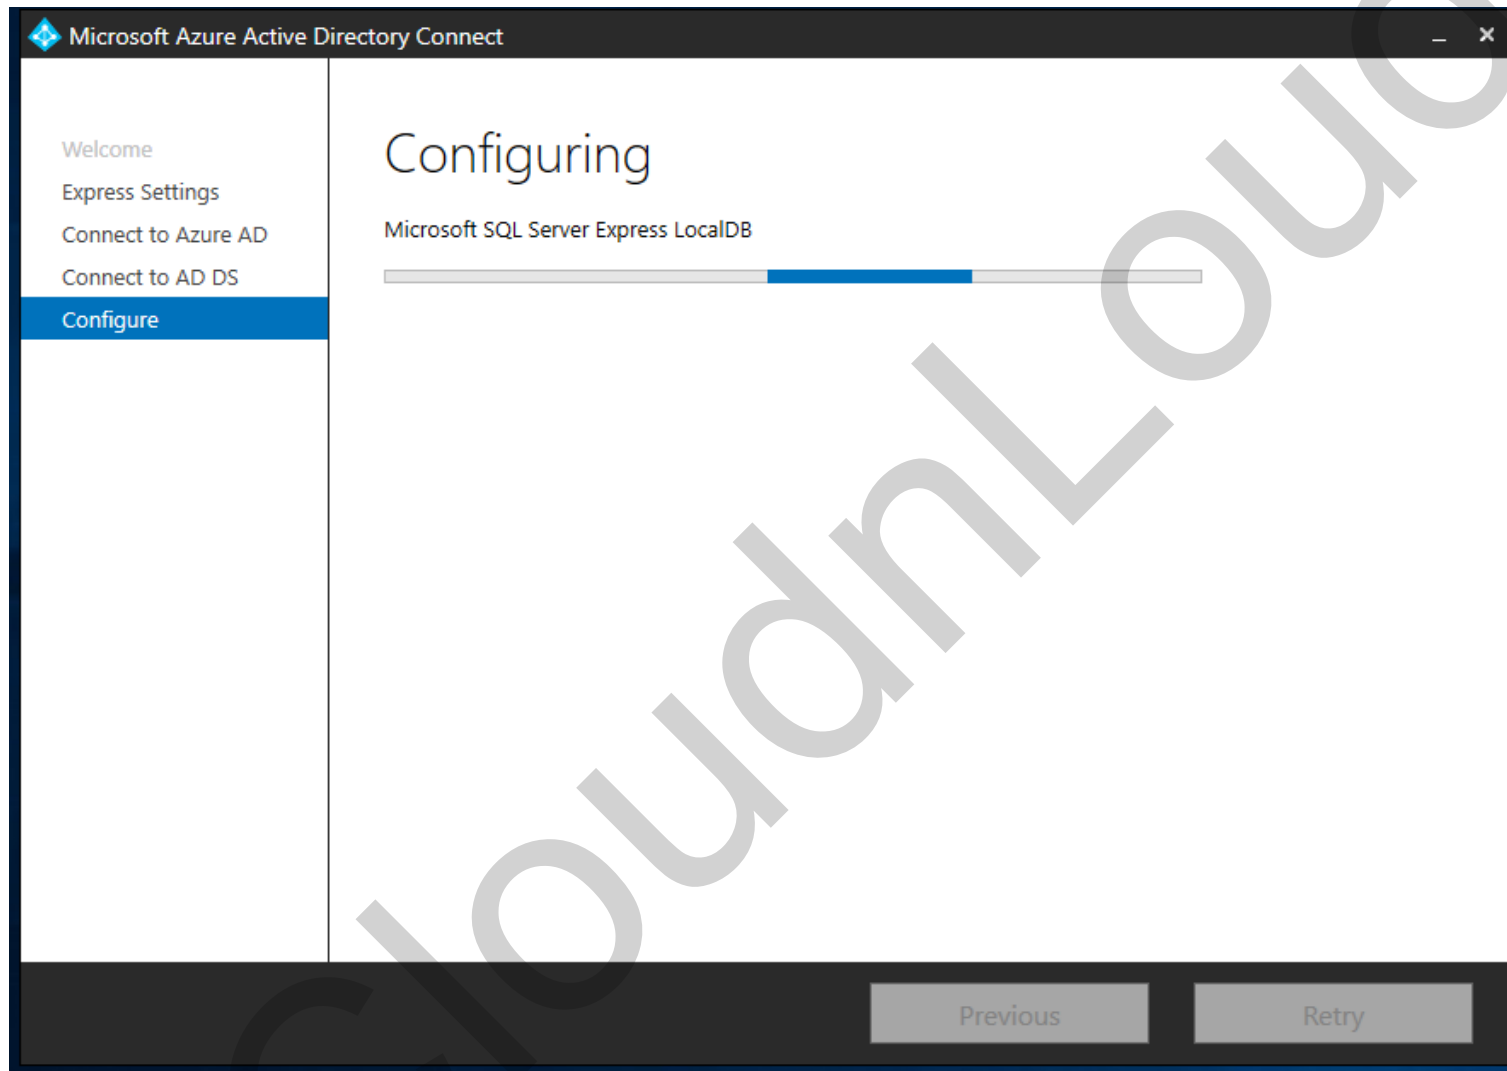 Microsoft Azure Active Directory Connect
Welcome
Express Settings
Connect to Azure AD
Connect to AD DS
Configure
Configuring
Microsoft SQL Server Express LocalDB
Previous
Retry
CloudnLoud